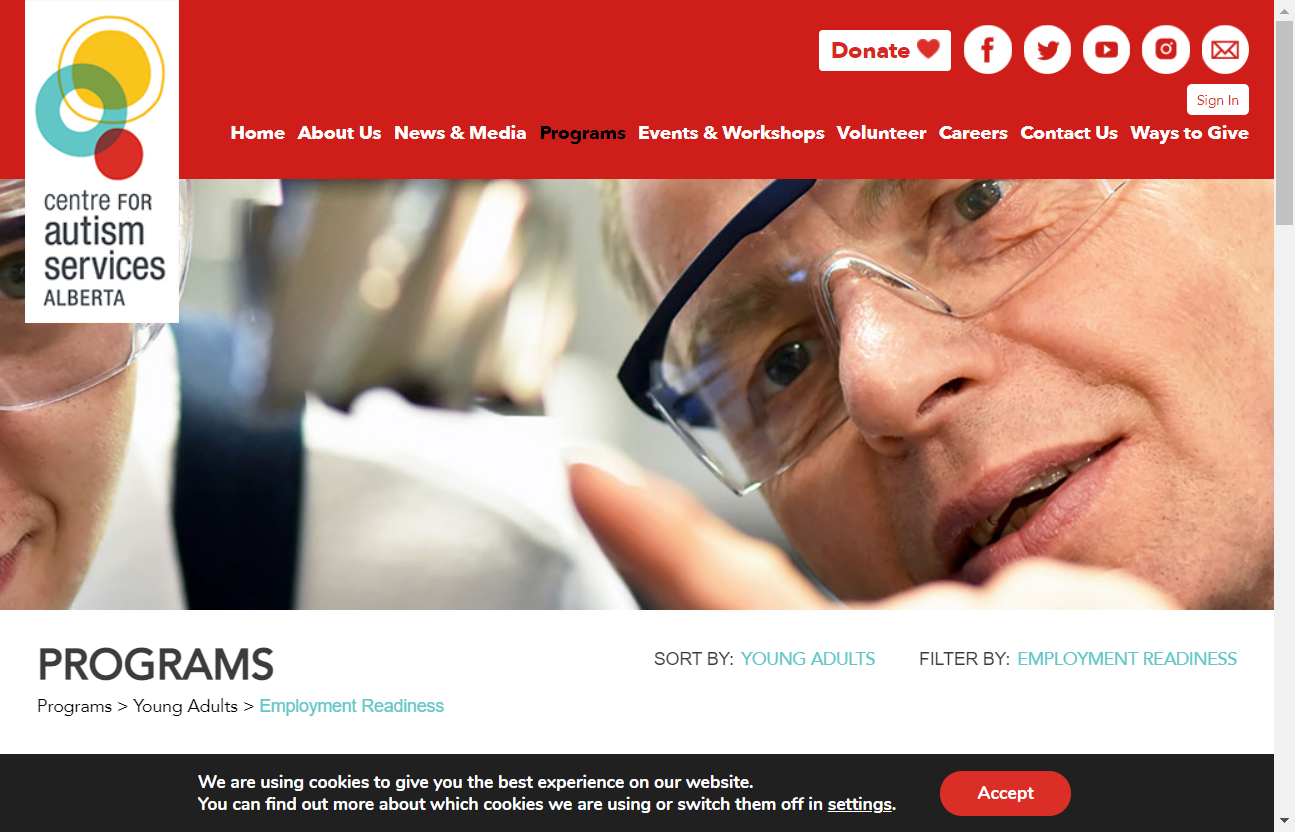 Donate
Sign In
Home About Us News & Media Programs Events & Workshops Volunteer Careers Contact Us Ways to Give
centre FOR
autism
services
ALBERTA
PROGRAMS
SORT BY: YOUNG ADULTS FILTER BY: EMPLOYMENT READINESS
Programs > Young Adults > Employment Readiness
We are using cookies to give you the best experience on our website.
You can find out more about which cookies we are using or switch them off in settings.
Accept